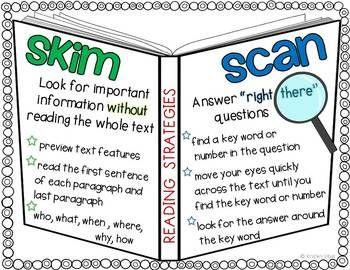 skim
Look for important
information without
reading the whole text
preview text features
read the first sentence
of each paragraph and
last paragraph
who, what, when, where,
why, how
READING STRATEGIES
scan
Answer "right there"
questions
find a key word or
number in the question
move your eyes quickly
across the text until you
find the key word or number
look for the answer around
the key word